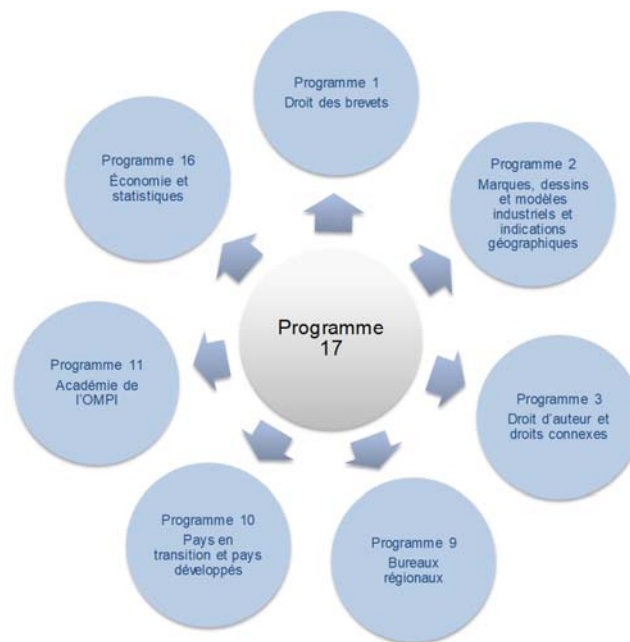 Programme 1
Droit des brevets
Programme 2
Marques, dessins
et modèles
industriels et
indications
géographiques
Programme 3
Droit d'auteur et
droits connexes
Programme 9
Bureaux
régionaux
Programme 10
Pays en
transition et pays
développés
Programme 11
Académie de
l'OMPI
Programme 16
Économie et
statistiques
Programme
17